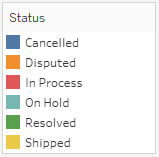 Status
Cancelled
Disputed
In Process
On Hold
Resolved
Shipped